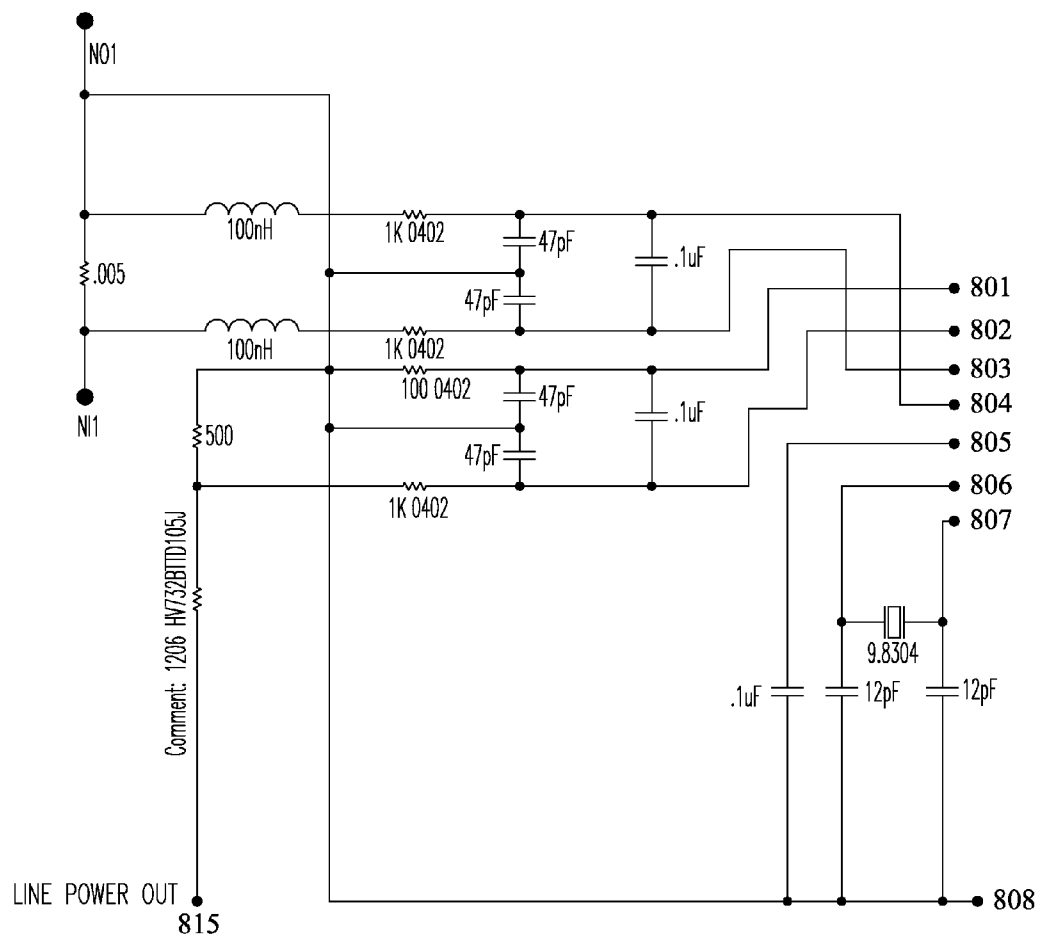 NO1
100nH
1K 0402
47pF
.1uF
.005
47pF
801
802
100nH
1K 0402
803
100 0402
47pF
804
NI1
.1uF
500
805
47pF
806
1K 0402
807
Comment: 1206 HV732BTTD105J
9.8304
.1uF
12pF
12pF
LINE POWER OUT
815
808